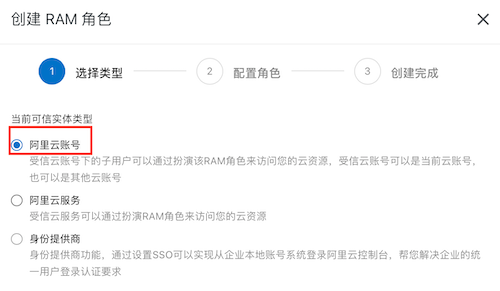 创建 RAM 角色
1 选择类型 2 配置角色 3 创建完成
当前可信实体类型
阿里云账号
受信云账号下的子用户可以通过扮演该RAM角色来访问您的云资源，受信云账号可以是当前云账号，
也可以是其他云账号
阿里云服务
受信云服务可以通过扮演RAM角色来访问您的云资源
身份提供商
身份提供商功能，通过设置SSO可以实现从企业本地账号系统登录阿里云控制台，帮您解决企业的统
一用户登录认证要求